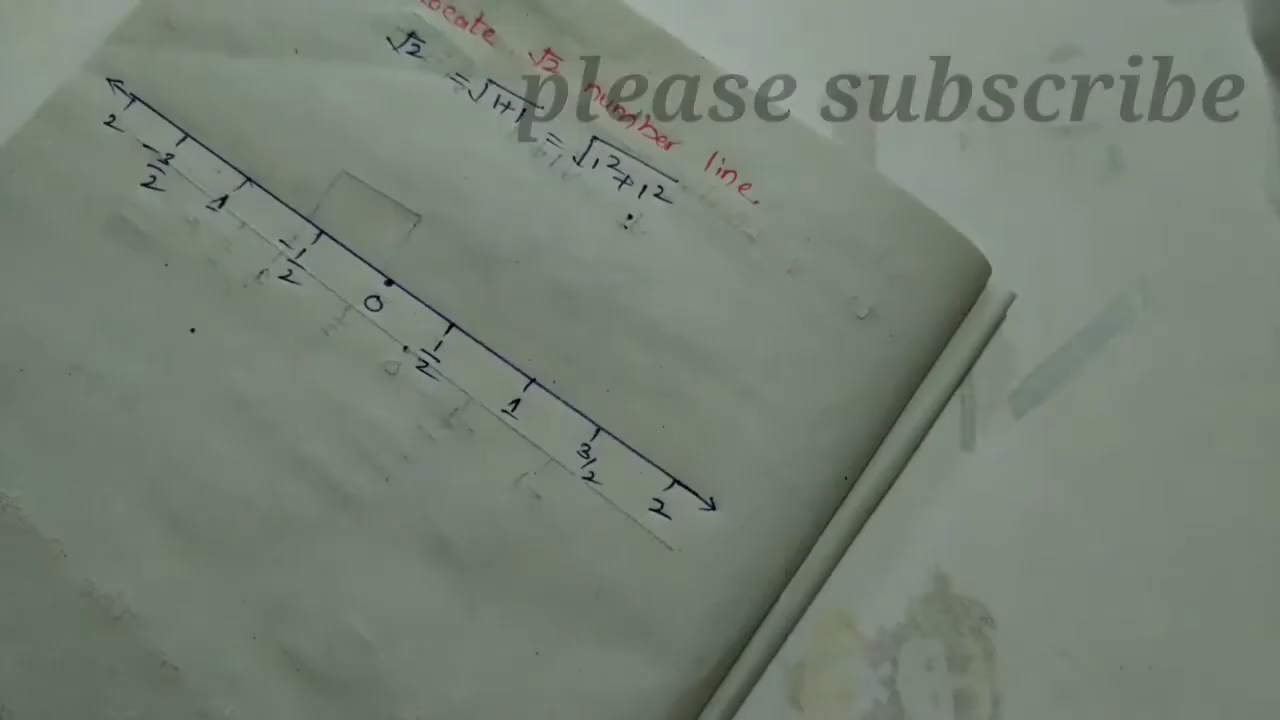 Locate √2 number line.
please subscribe
√2 = √1+1 = √1²+1²
2 -3/2 1 -1/2 0 1/2 1 3/2 2